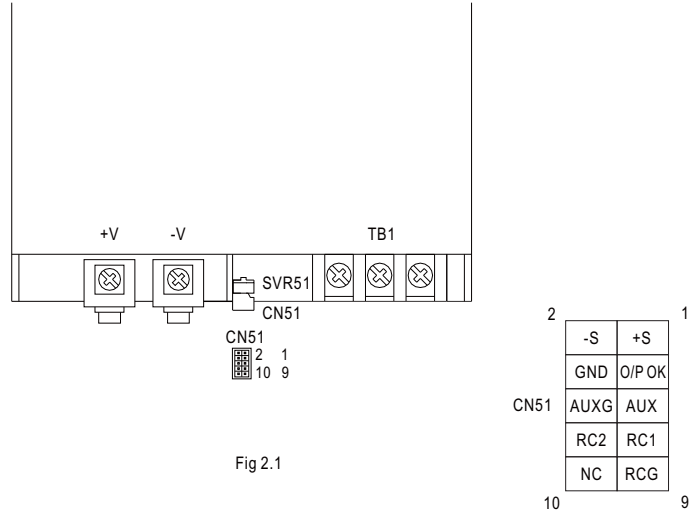 +V -V TB1
SVR51
CN51
CN51
2 1
10 9
Fig 2.1
2 1
-S +S
GND O/P OK
CN51 AUXG AUX
RC2 RC1
NC RCG
10 9